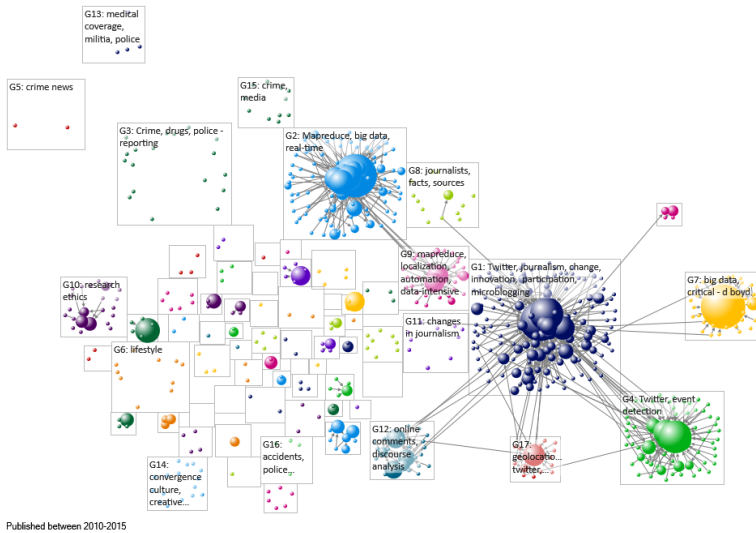 G13: medital
coverage,
militia, police
G5: crime news
G15: crime,
media
G3: Crime, drugs, police -
reporting
G2: Mapreduce, big data,
real-time
G8: journalists,
facts, sources
G9: mapreduce,
localization,
automation,
data-intensive
G1: Twitter, journalism, change,
innovation, participation,
microblogging
G7: big data,
critical - d boyd
G10: research
ethics
G11: changes
in journalism
G6: lifestyle
G4: Twitter, event
detection
G12: online
comments,
discourse
analysis
G17:
geolocatio...
twitter,...
G16:
accidents,
police...
G14:
convergence
culture,
creative...
Published between 2010-2015